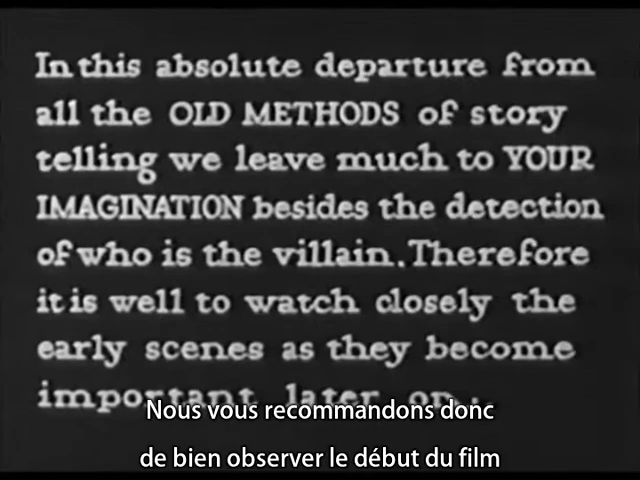 In this absolute departure from
all the OLD METHODS of story
telling we leave much to YOUR
IMAGINATION besides the detection
of who is the villain. Therefore
it is well to watch closely the
early scenes as they become
important later on..
Nous vous recommandons donc
de bien observer le début du film